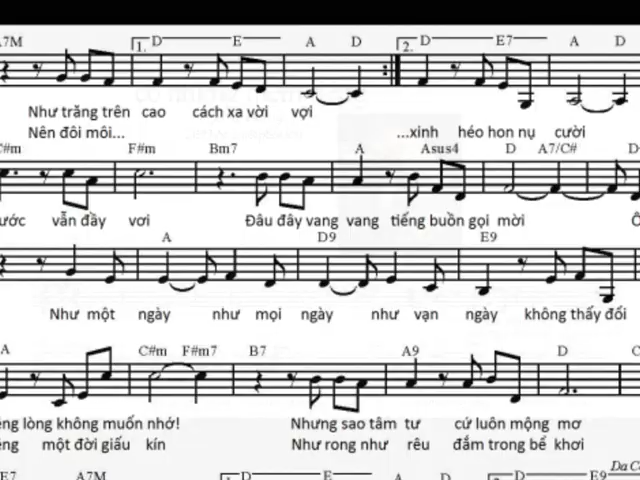 A7M 1. D E A D 2. D E7 A D
Như trăng trên cao cách xa vời vợi
Nên đôi môi... ...xinh héo hon nụ cười
C#m F#m Bm7 A Asus4 D A7/C#
ước vẫn đầy vơi Đâu đây vang vang tiếng buồn gọi mời
A D9 E9
Như một ngày như mọi ngày như vạn ngày không thấy đổi
A C#m F#m7 B7 A9 D
lòng không muốn nhớ! Nhưng sao tâm tư cứ luôn mộng mơ
một đời giấu kín Như rong như rêu đắm trong bể khơi
E7 A7M 1. D E A D 2. D E9